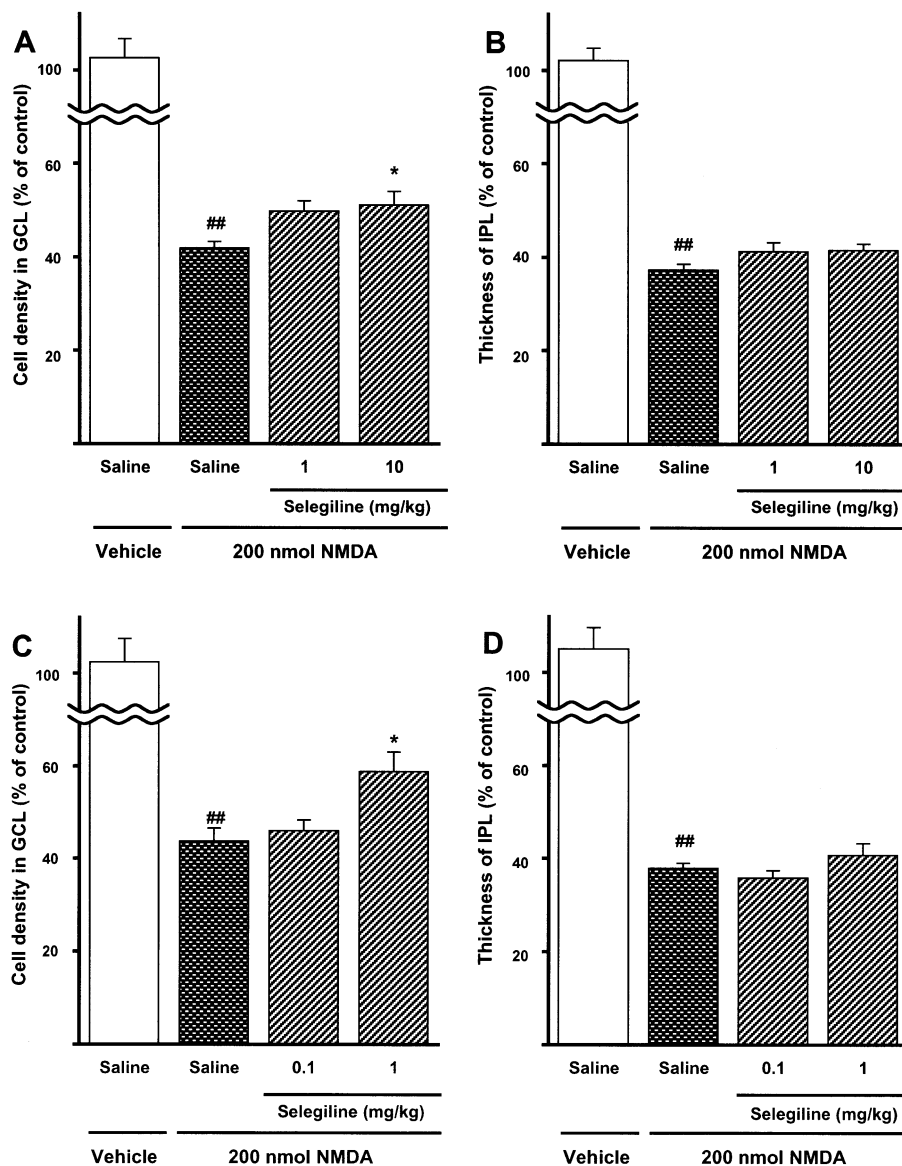 A
Cell density in GCL (% of control)
100
60
40
20
##
*
Saline Saline 1 10
Selegiline (mg/kg)
Vehicle 200 nmol NMDA
B
Thickness of IPL (% of control)
100
60
40
20
##
Saline Saline 1 10
Selegiline (mg/kg)
Vehicle 200 nmol NMDA
C
Cell density in GCL (% of control)
100
60
40
20
##
*
Saline Saline 0.1 1
Selegiline (mg/kg)
Vehicle 200 nmol NMDA
D
Thickness of IPL (% of control)
100
60
40
20
##
Saline Saline 0.1 1
Selegiline (mg/kg)
Vehicle 200 nmol NMDA